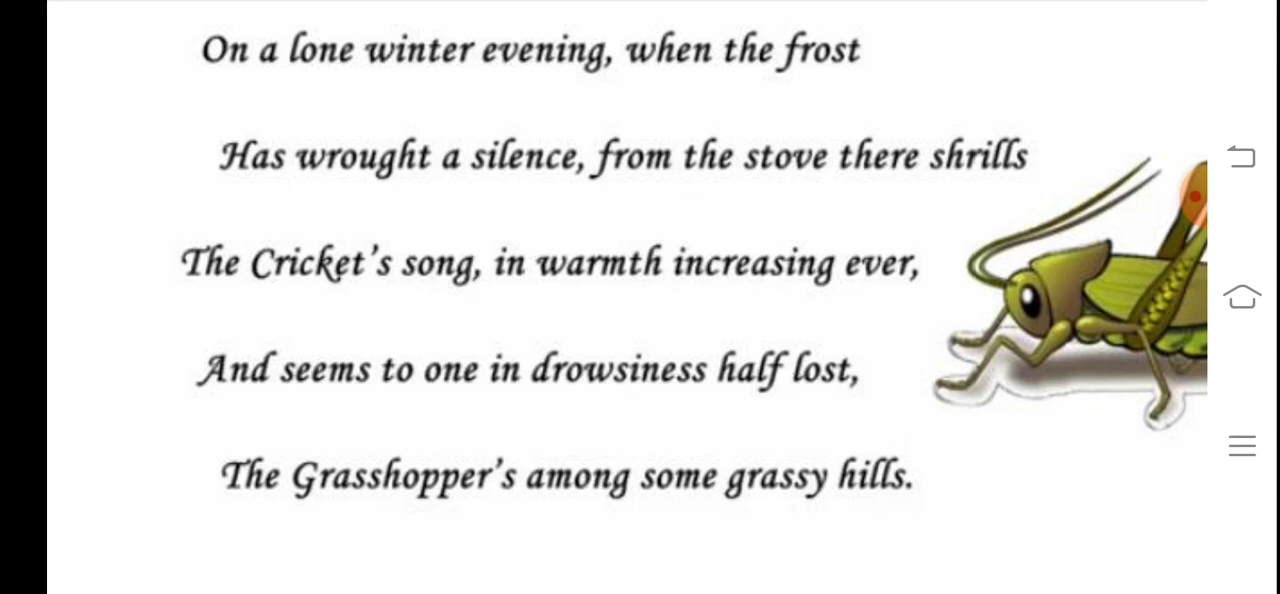 On a lone winter evening, when the frost
Has wrought a silence, from the stove there shrills
The Cricket's song, in warmth increasing ever,
And seems to one in drowsiness half lost,
The Grasshopper's among some grassy hills.